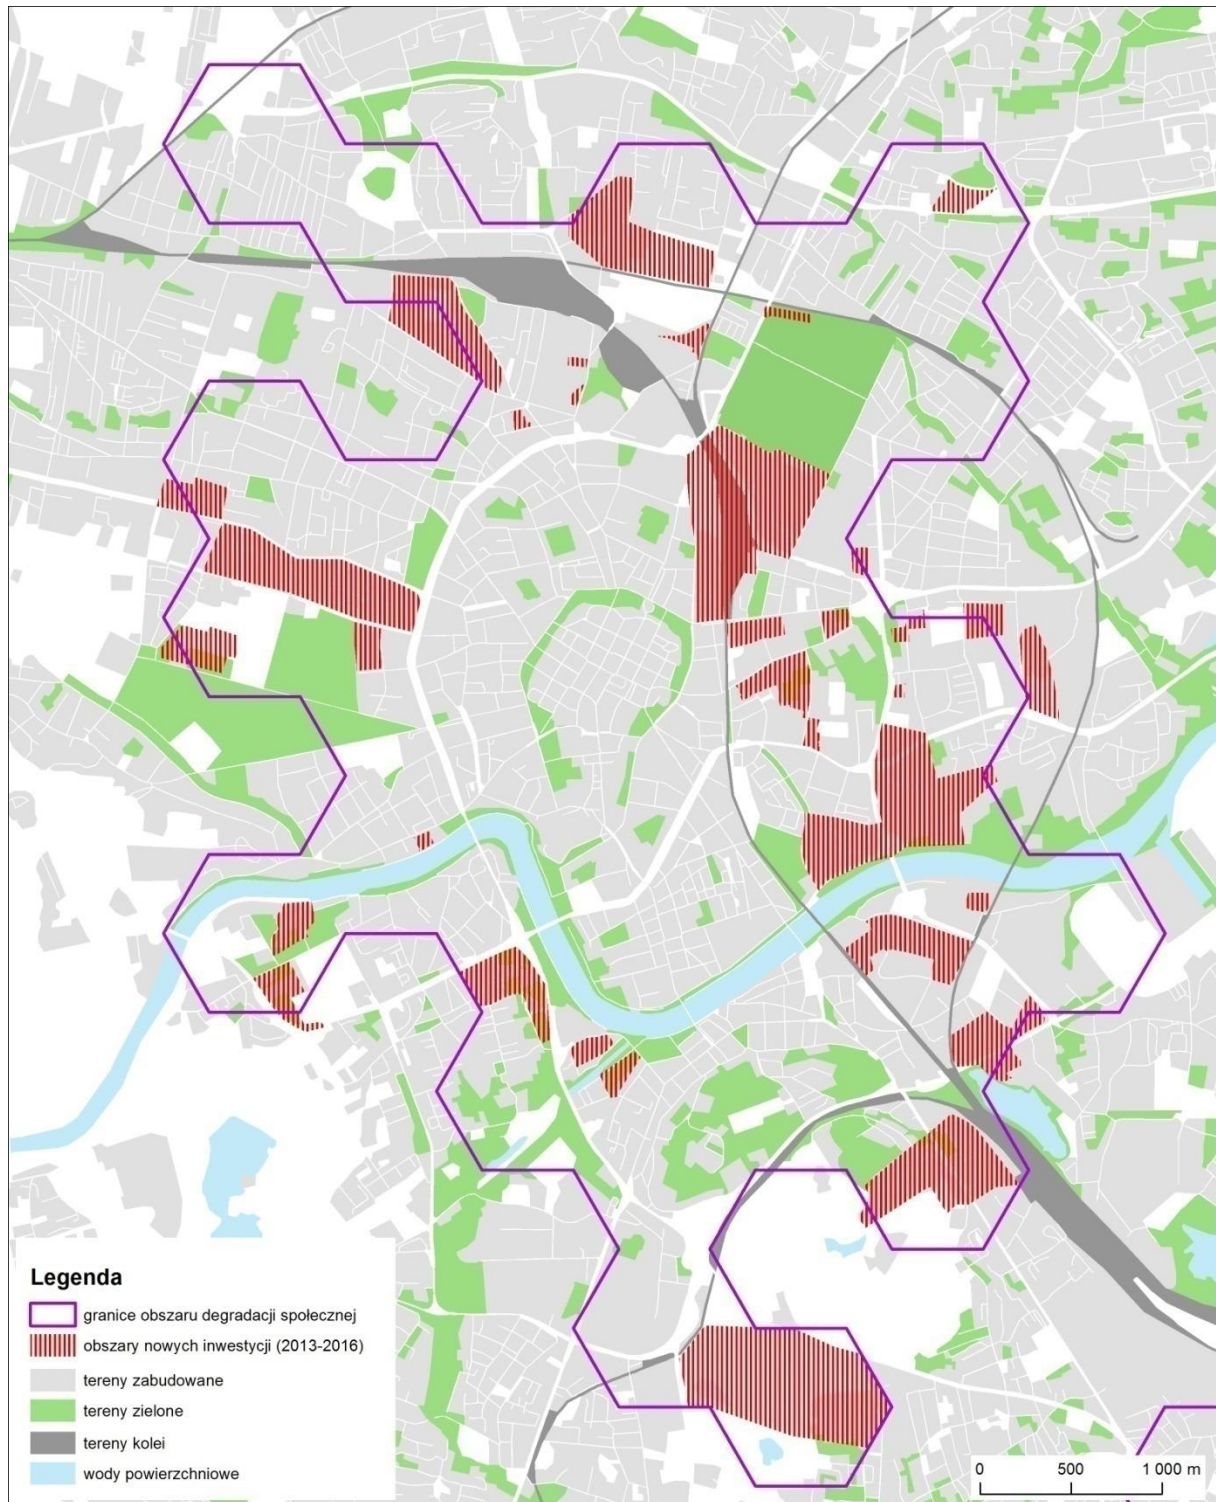 Legenda
granice obszaru degradacji społecznej
obszary nowych inwestycji (2013-2016)
tereny zabudowane
tereny zielone
tereny kolei
wody powierzchniowe
0 500 1 000 m